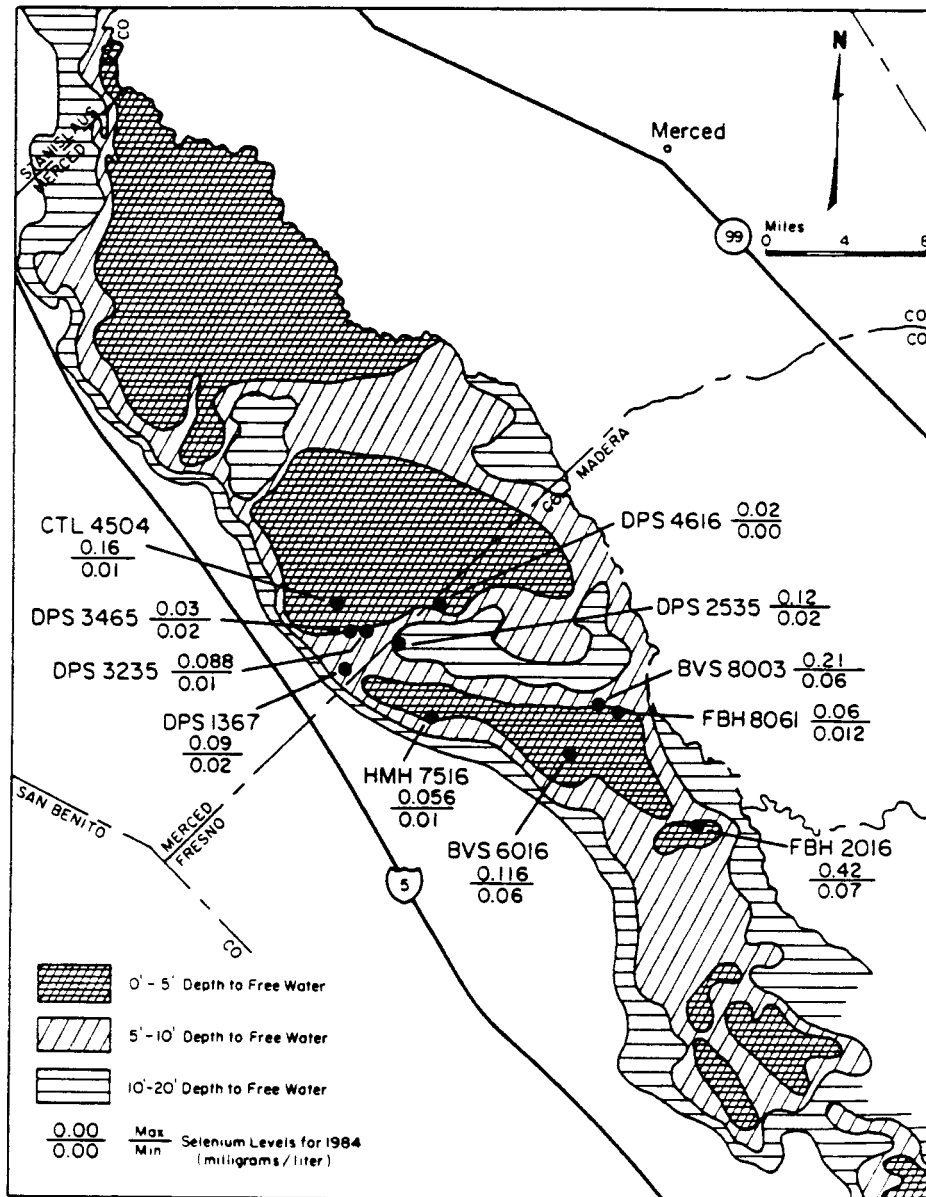 CO
N
STANISLAUS
MERCED
Merced
99
Miles
0 4 8
CO
CO
CO
MADERA
CTL 4504
0.16
0.01
DPS 4616 0.02
0.00
DPS 3465 0.03
0.02
DPS 2535 0.12
0.02
DPS 3235 0.088
0.01
BVS 8003 0.21
0.06
DPS 1367
0.09
0.02
FBH 8061 0.06
0.012
HMH 7516
0.056
0.01
SAN BENITO
MERCED
FRESNO
CO
BVS 6016
0.116
0.06
FBH 2016
0.42
0.07
5
0'-5' Depth to Free Water
5'-10' Depth to Free Water
10'-20' Depth to Free Water
0.00 Max
0.00 Min
Selenium Levels for 1984
(milligrams/liter)